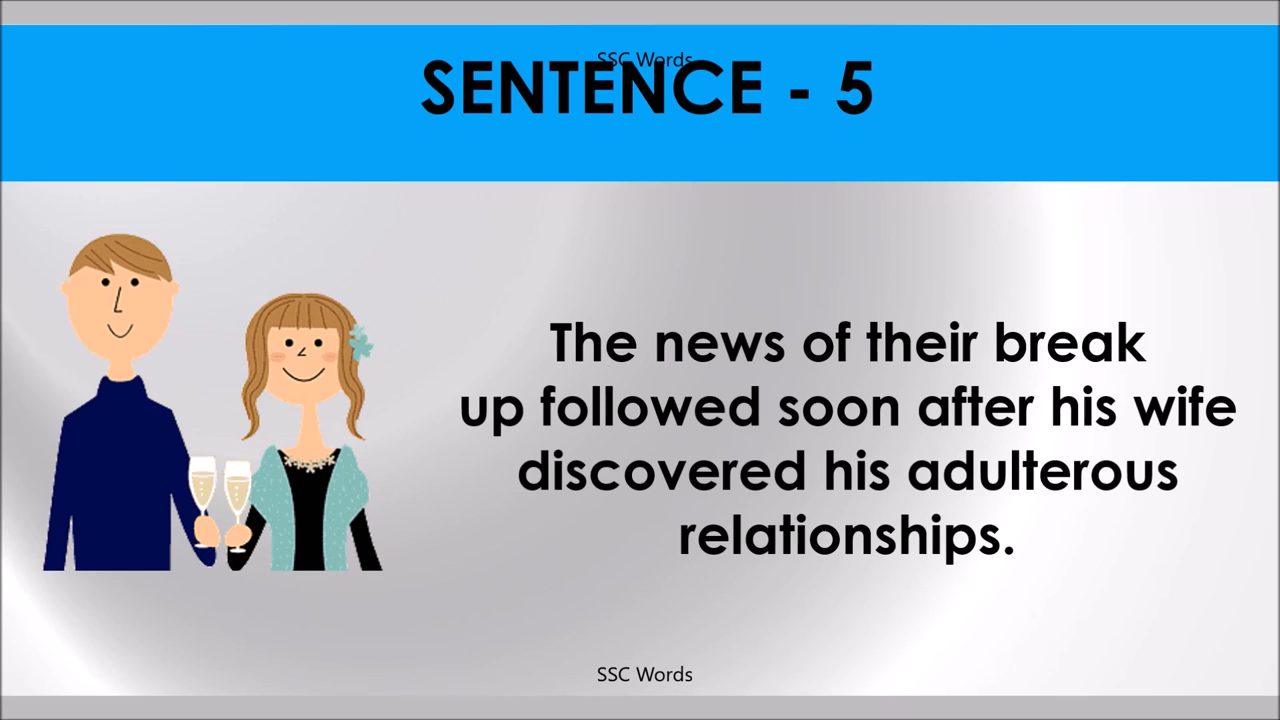 SSC Words
SENTENCE - 5
The news of their break
up followed soon after his wife
discovered his adulterous
relationships.
SSC Words